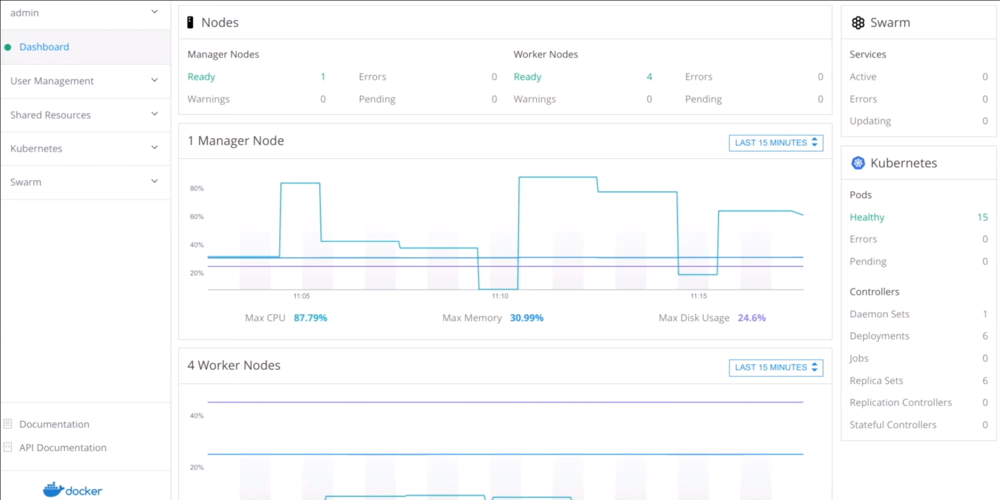 admin
Dashboard
User Management
Shared Resources
Kubernetes
Swarm
Documentation
API Documentation
docker
Nodes
Manager Nodes
Worker Nodes
Ready 1 Errors 0 Ready 4 Errors 0
Warnings 0 Pending 0 Warnings 0 Pending 0
1 Manager Node
LAST 15 MINUTES
80%
60%
40%
20%
11:05 11:10 11:15
Max CPU 87.79% Max Memory 30.99% Max Disk Usage 24.6%
4 Worker Nodes
LAST 15 MINUTES
40%
20%
Swarm
Services
Active 0
Errors 0
Updating 0
Kubernetes
Pods
Healthy 15
Errors 0
Pending 0
Controllers
Daemon Sets 1
Deployments 6
Jobs 0
Replica Sets 6
Replication Controllers 0
Stateful Controllers 0